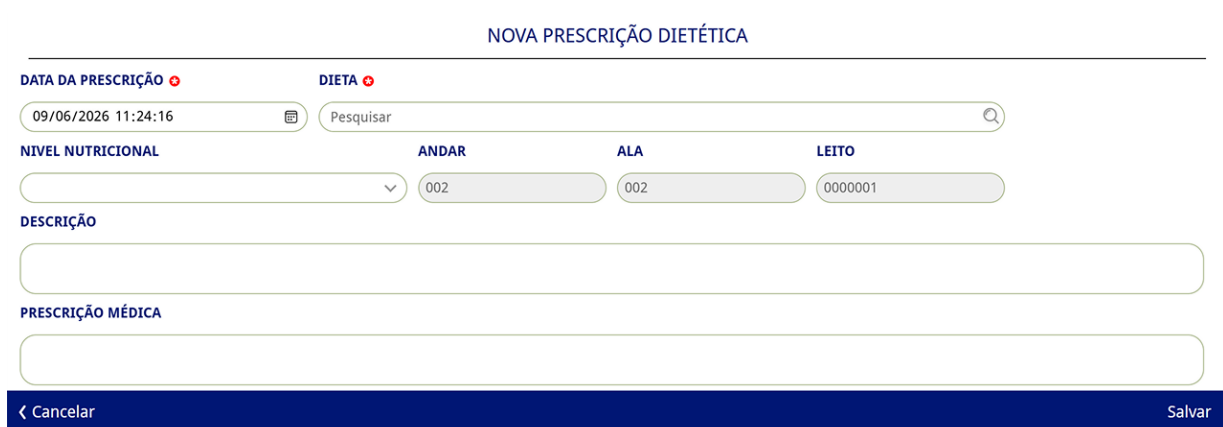 NOVA PRESCRIÇÃO DIETÉTICA
DATA DA PRESCRIÇÃO DIETA
09/06/2026 11:24:16 Pesquisar
NIVEL NUTRICIONAL ANDAR ALA LEITO
002 002 0000001
DESCRIÇÃO
PRESCRIÇÃO MÉDICA
Cancelar Salvar